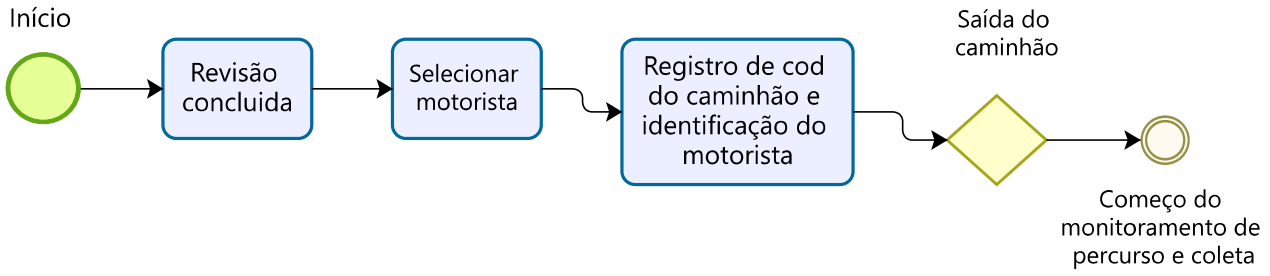 Início
Revisão
concluida
Selecionar
motorista
Registro de cod
do caminhão e
identificação do
motorista
Saída do
caminhão
Começo do
monitoramento de
percurso e coleta